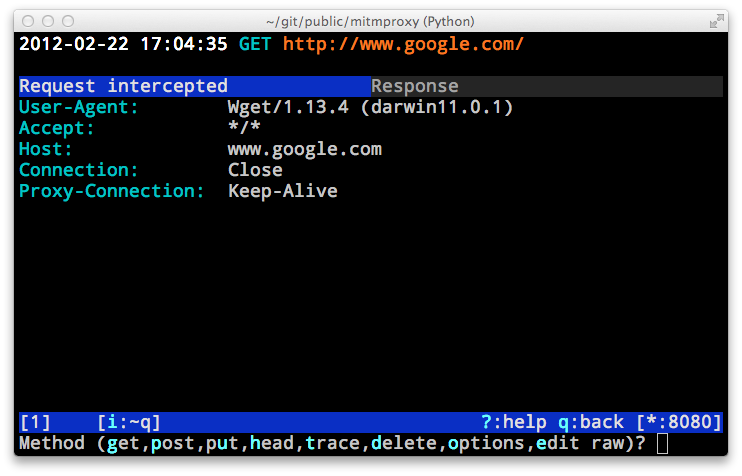 ~/git/public/mitmproxy (Python)
2012-02-22 17:04:35 GET http://www.google.com/
Request intercepted Response
User-Agent: Wget/1.13.4 (darwin11.0.1)
Accept: */*
Host: www.google.com
Connection: Close
Proxy-Connection: Keep-Alive
[1] [i:~q] ?:help q:back [*:8080]
Method (get,post,put,head,trace,delete,options,edit raw)?